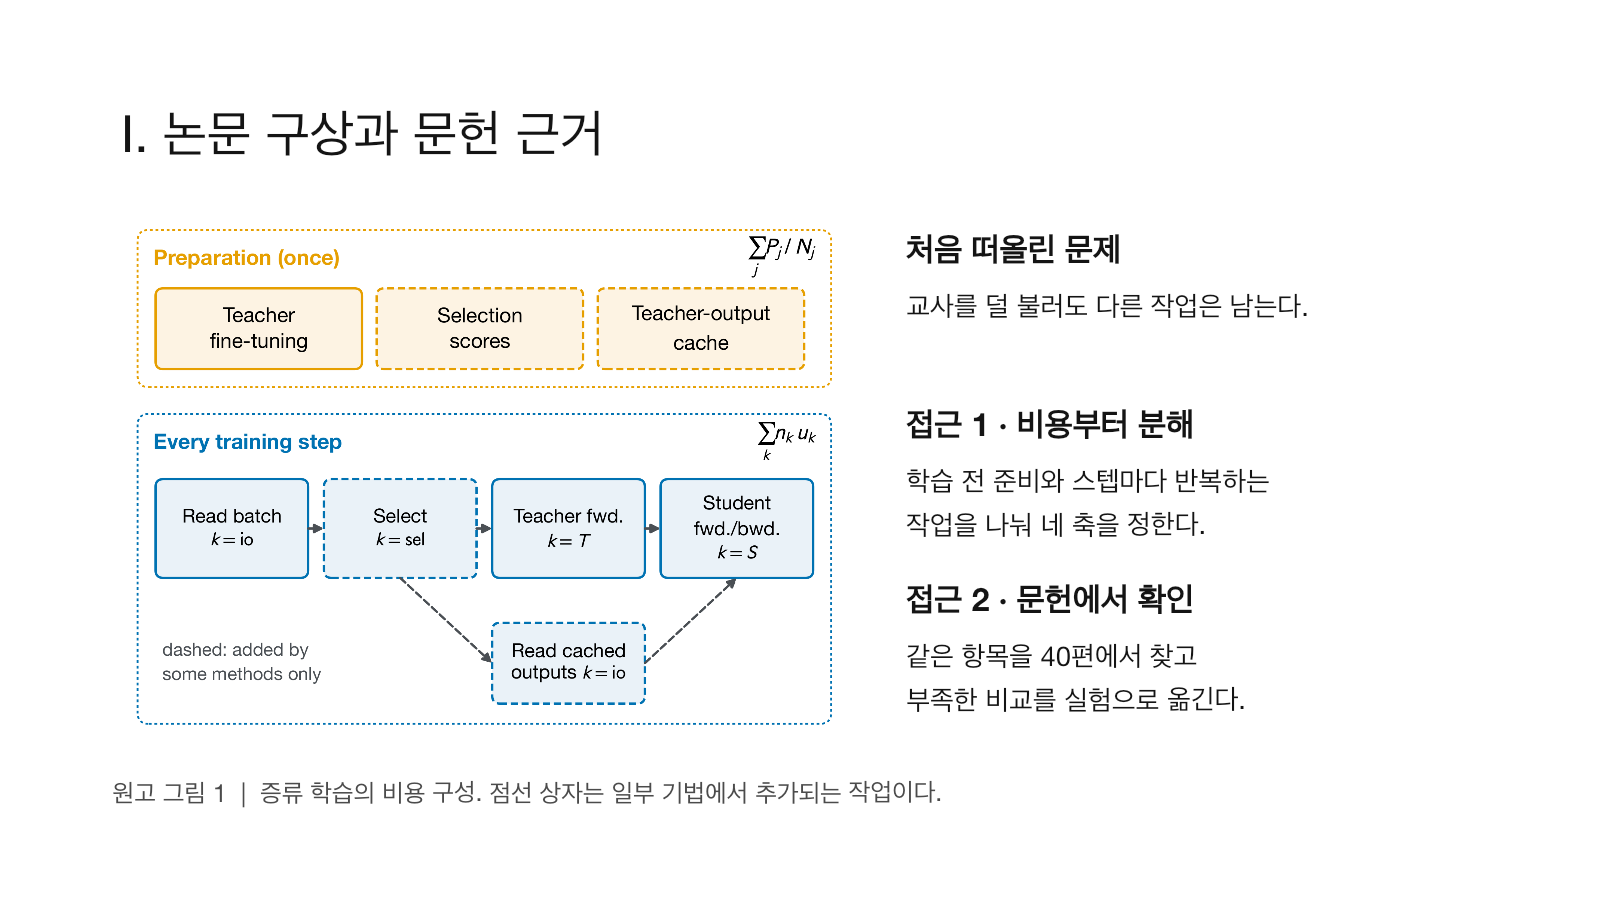 I. 논문 구상과 문헌 근거
Preparation (once)
∑Pj / Nj
j
Teacher
fine-tuning
Selection
scores
Teacher-output
cache
Every training step
∑nk uk
k
Read batch
k = io
Select
k = sel
Teacher fwd.
k = T
Student
fwd./bwd.
k = S
Read cached
outputs k = io
dashed: added by
some methods only
처음 떠올린 문제
교사를 덜 불러도 다른 작업은 남는다.
접근 1 · 비용부터 분해
학습 전 준비와 스텝마다 반복하는
작업을 나눠 네 축을 정한다.
접근 2 · 문헌에서 확인
같은 항목을 40편에서 찾고
부족한 비교를 실험으로 옮긴다.
원고 그림 1 | 증류 학습의 비용 구성. 점선 상자는 일부 기법에서 추가되는 작업이다.